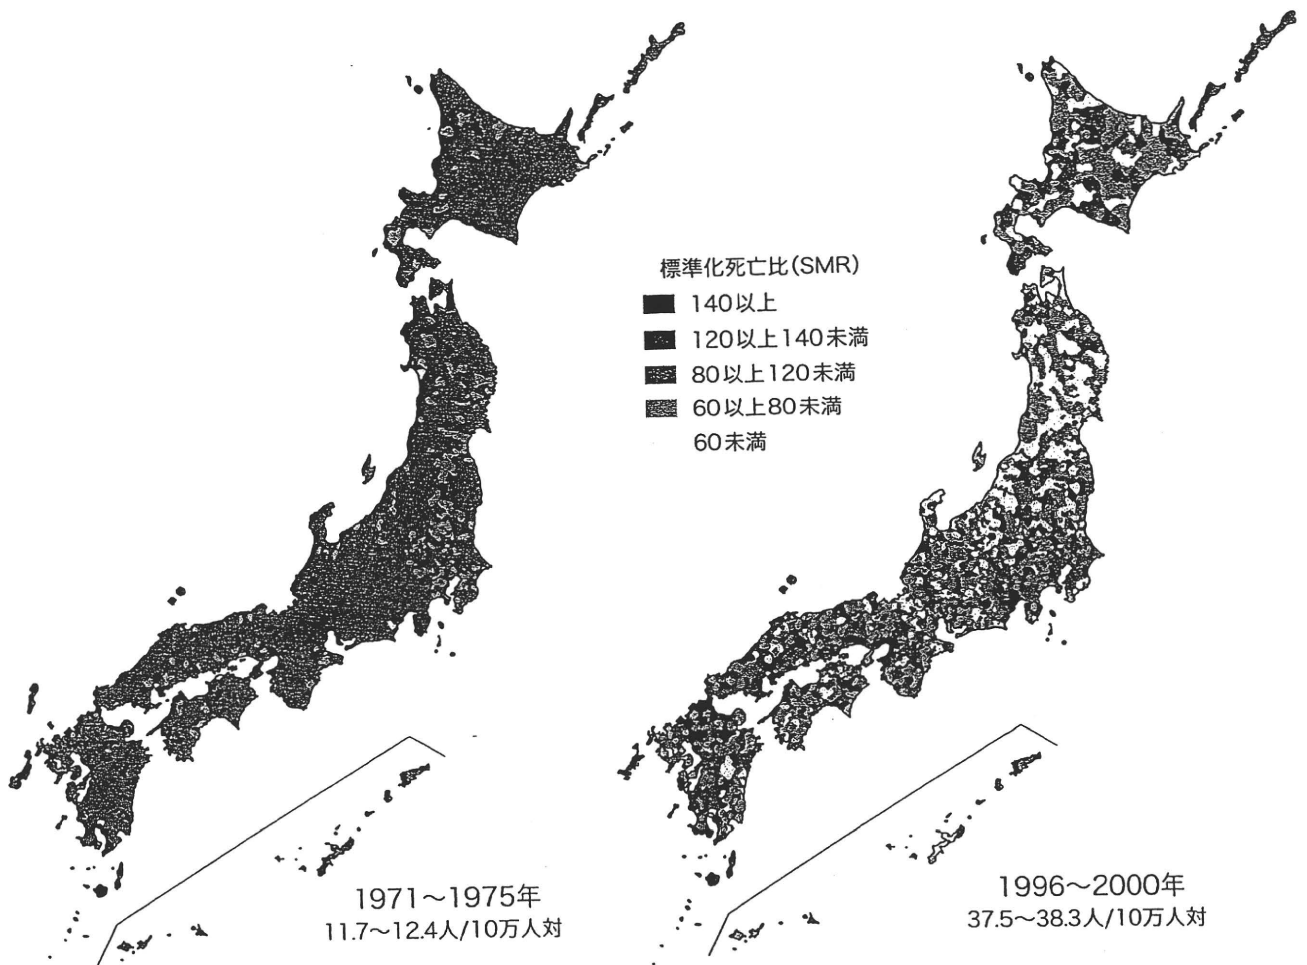 標準化死亡比(SMR)
140以上
120以上140未満
80以上120未満
60以上80未満
60未満
1971～1975年
11.7～12.4人/10万人対
1996～2000年
37.5～38.3人/10万人対